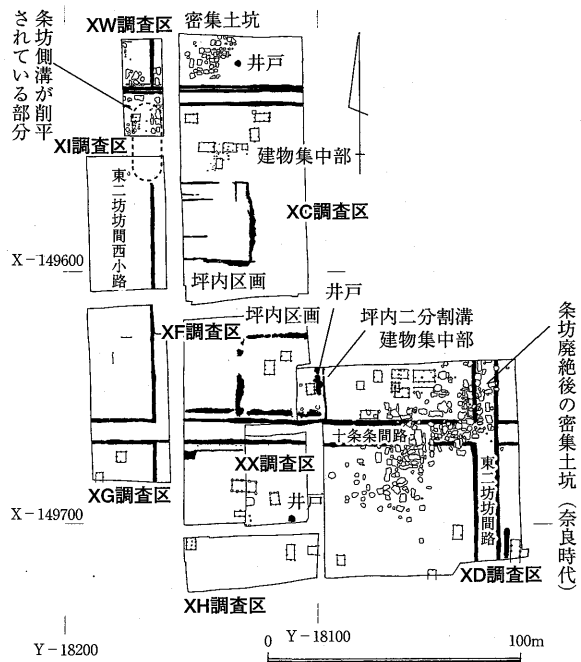 条坊側溝が削平
されている部分
XW調査区
密集土坑
井戸
XI調査区
建物集中部
東二坊坊間西小路
XC調査区
X－149600
坪内区画
井戸
坪内区画
坪内二分割溝
建物集中部
XF調査区
条坊廃絶後の密集土坑（奈良時代）
十条条間路
XX調査区
東二坊坊間路
XG調査区
井戸
X－149700
XD調査区
XH調査区
Y－18200
Y－18100
0
100m